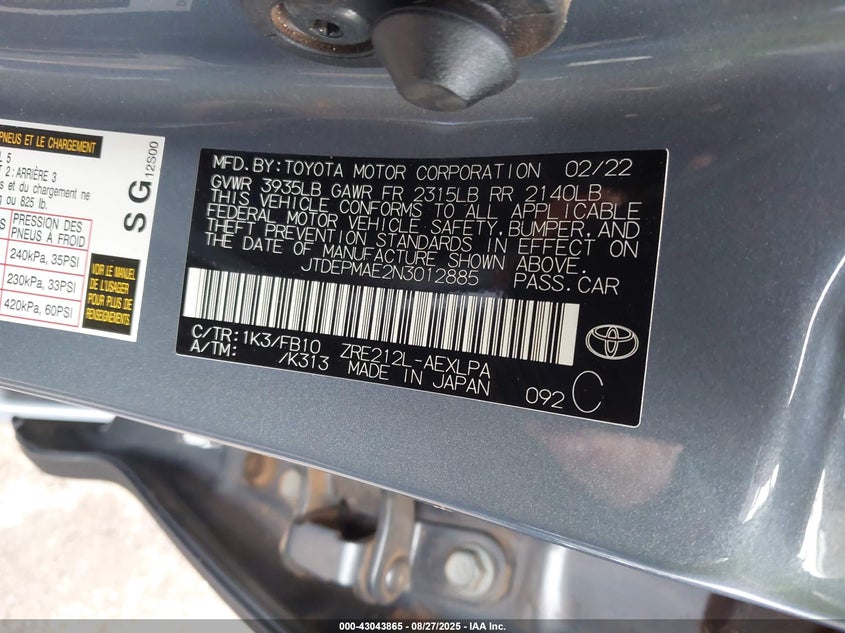 PNEUS ET LE CHARGEMENT
L 5
T 2: ARRIÈRE 3
s et du chargement ne
g ou 825 lb.
PRESSION DES
PNEUS À FROID
240kPa, 35PSI
230kPa, 33PSI
420kPa, 60PSI
VOIR LE MANUEL
DE L'USAGER
POUR PLUS DE
RENSEIGNEMENTS
SG
12S00
MFD. BY: TOYOTA MOTOR CORPORATION 02/22
GVWR 3935LB GAWR FR 2315LB RR 2140LB
THIS VEHICLE CONFORMS TO ALL APPLICABLE
FEDERAL MOTOR VEHICLE SAFETY, BUMPER, AND
THEFT PREVENTION STANDARDS IN EFFECT ON
THE DATE OF MANUFACTURE SHOWN ABOVE.
JTDEPMAE2N3012885 PASS. CAR
C/TR: 1K3/FB10 ZRE212L-AEXLPA
A/TM: /K313 MADE IN JAPAN
092 C
000-43043865 - 08/27/2025 - IAA, Inc.